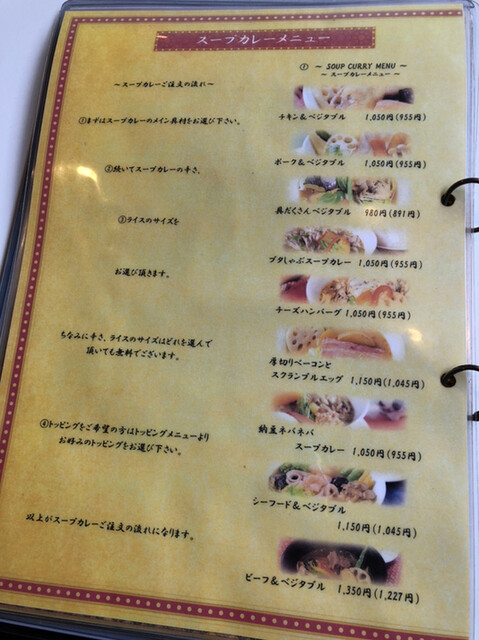 スープカレーメニュー
① ～ SOUP CURRY MENU ～
～ スープカレーメニュー ～
～スープカレーご注文の流れ～
①まずはスープカレーのメイン具材をお選び下さい。
②続いてスープカレーの辛さ、
③ライスのサイズを
お選び頂きます。
ちなみに辛さ、ライスのサイズはどれを選んで
頂いても無料でございます。
④トッピングをご希望の方はトッピングメニューより
お好みのトッピングをお選び下さい。
以上がスープカレーご注文の流れになります。
チキン＆ベジタブル 1,050円(955円)
ポーク＆ベジタブル 1,050円(955円)
具だくさんベジタブル 980円(891円)
ブタしゃぶスープカレー 1,050円(955円)
チーズハンバーグ 1,050円(955円)
厚切りベーコンと
スクランブルエッグ 1,150円(1,045円)
納豆ネバネバ
スープカレー 1,050円(955円)
シーフード＆ベジタブル
1,150円(1,045円)
ビーフ＆ベジタブル 1,350円(1,227円)